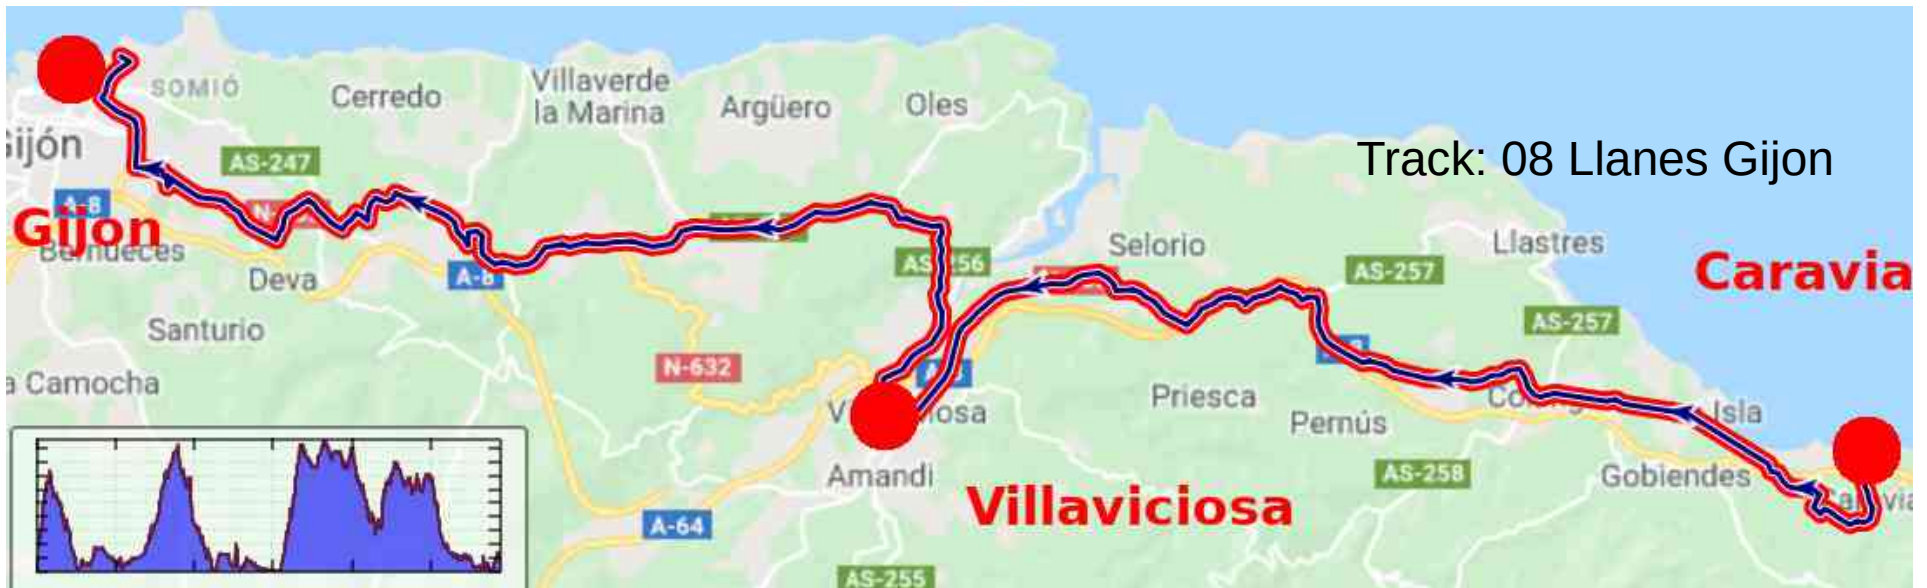 SOMIÓ
Cerredo
Villaverde
la Marina
Argüero
Oles
Gijón
AS-247
Track: 08 Llanes Gijon
A-8
Gijon
Deva
A-8
AS-256
Selorio
AS-257
Llastres
Caravia
Santurio
AS-257
N-632
a Camocha
Priesca
Pernús
Isla
Amandi
AS-258
Gobiendes
Villaviciosa
A-64
AS-255